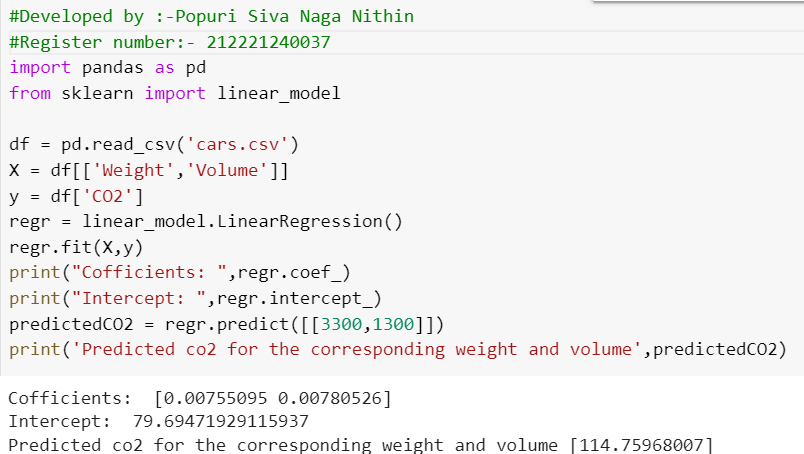 #Developed by :-Popuri Siva Naga Nithin
#Register number:- 212221240037
import pandas as pd
from sklearn import linear_model
df = pd.read_csv('cars.csv')
X = df[['Weight','Volume']]
y = df['CO2']
regr = linear_model.LinearRegression()
regr.fit(X,y)
print("Cofficients: ",regr.coef_)
print("Intercept: ",regr.intercept_)
predictedCO2 = regr.predict([[3300,1300]])
print('Predicted co2 for the corresponding weight and volume',predictedCO2)
Cofficients:  [0.00755095 0.00780526]
Intercept:  79.69471929115937
Predicted co2 for the corresponding weight and volume [114.75968007]